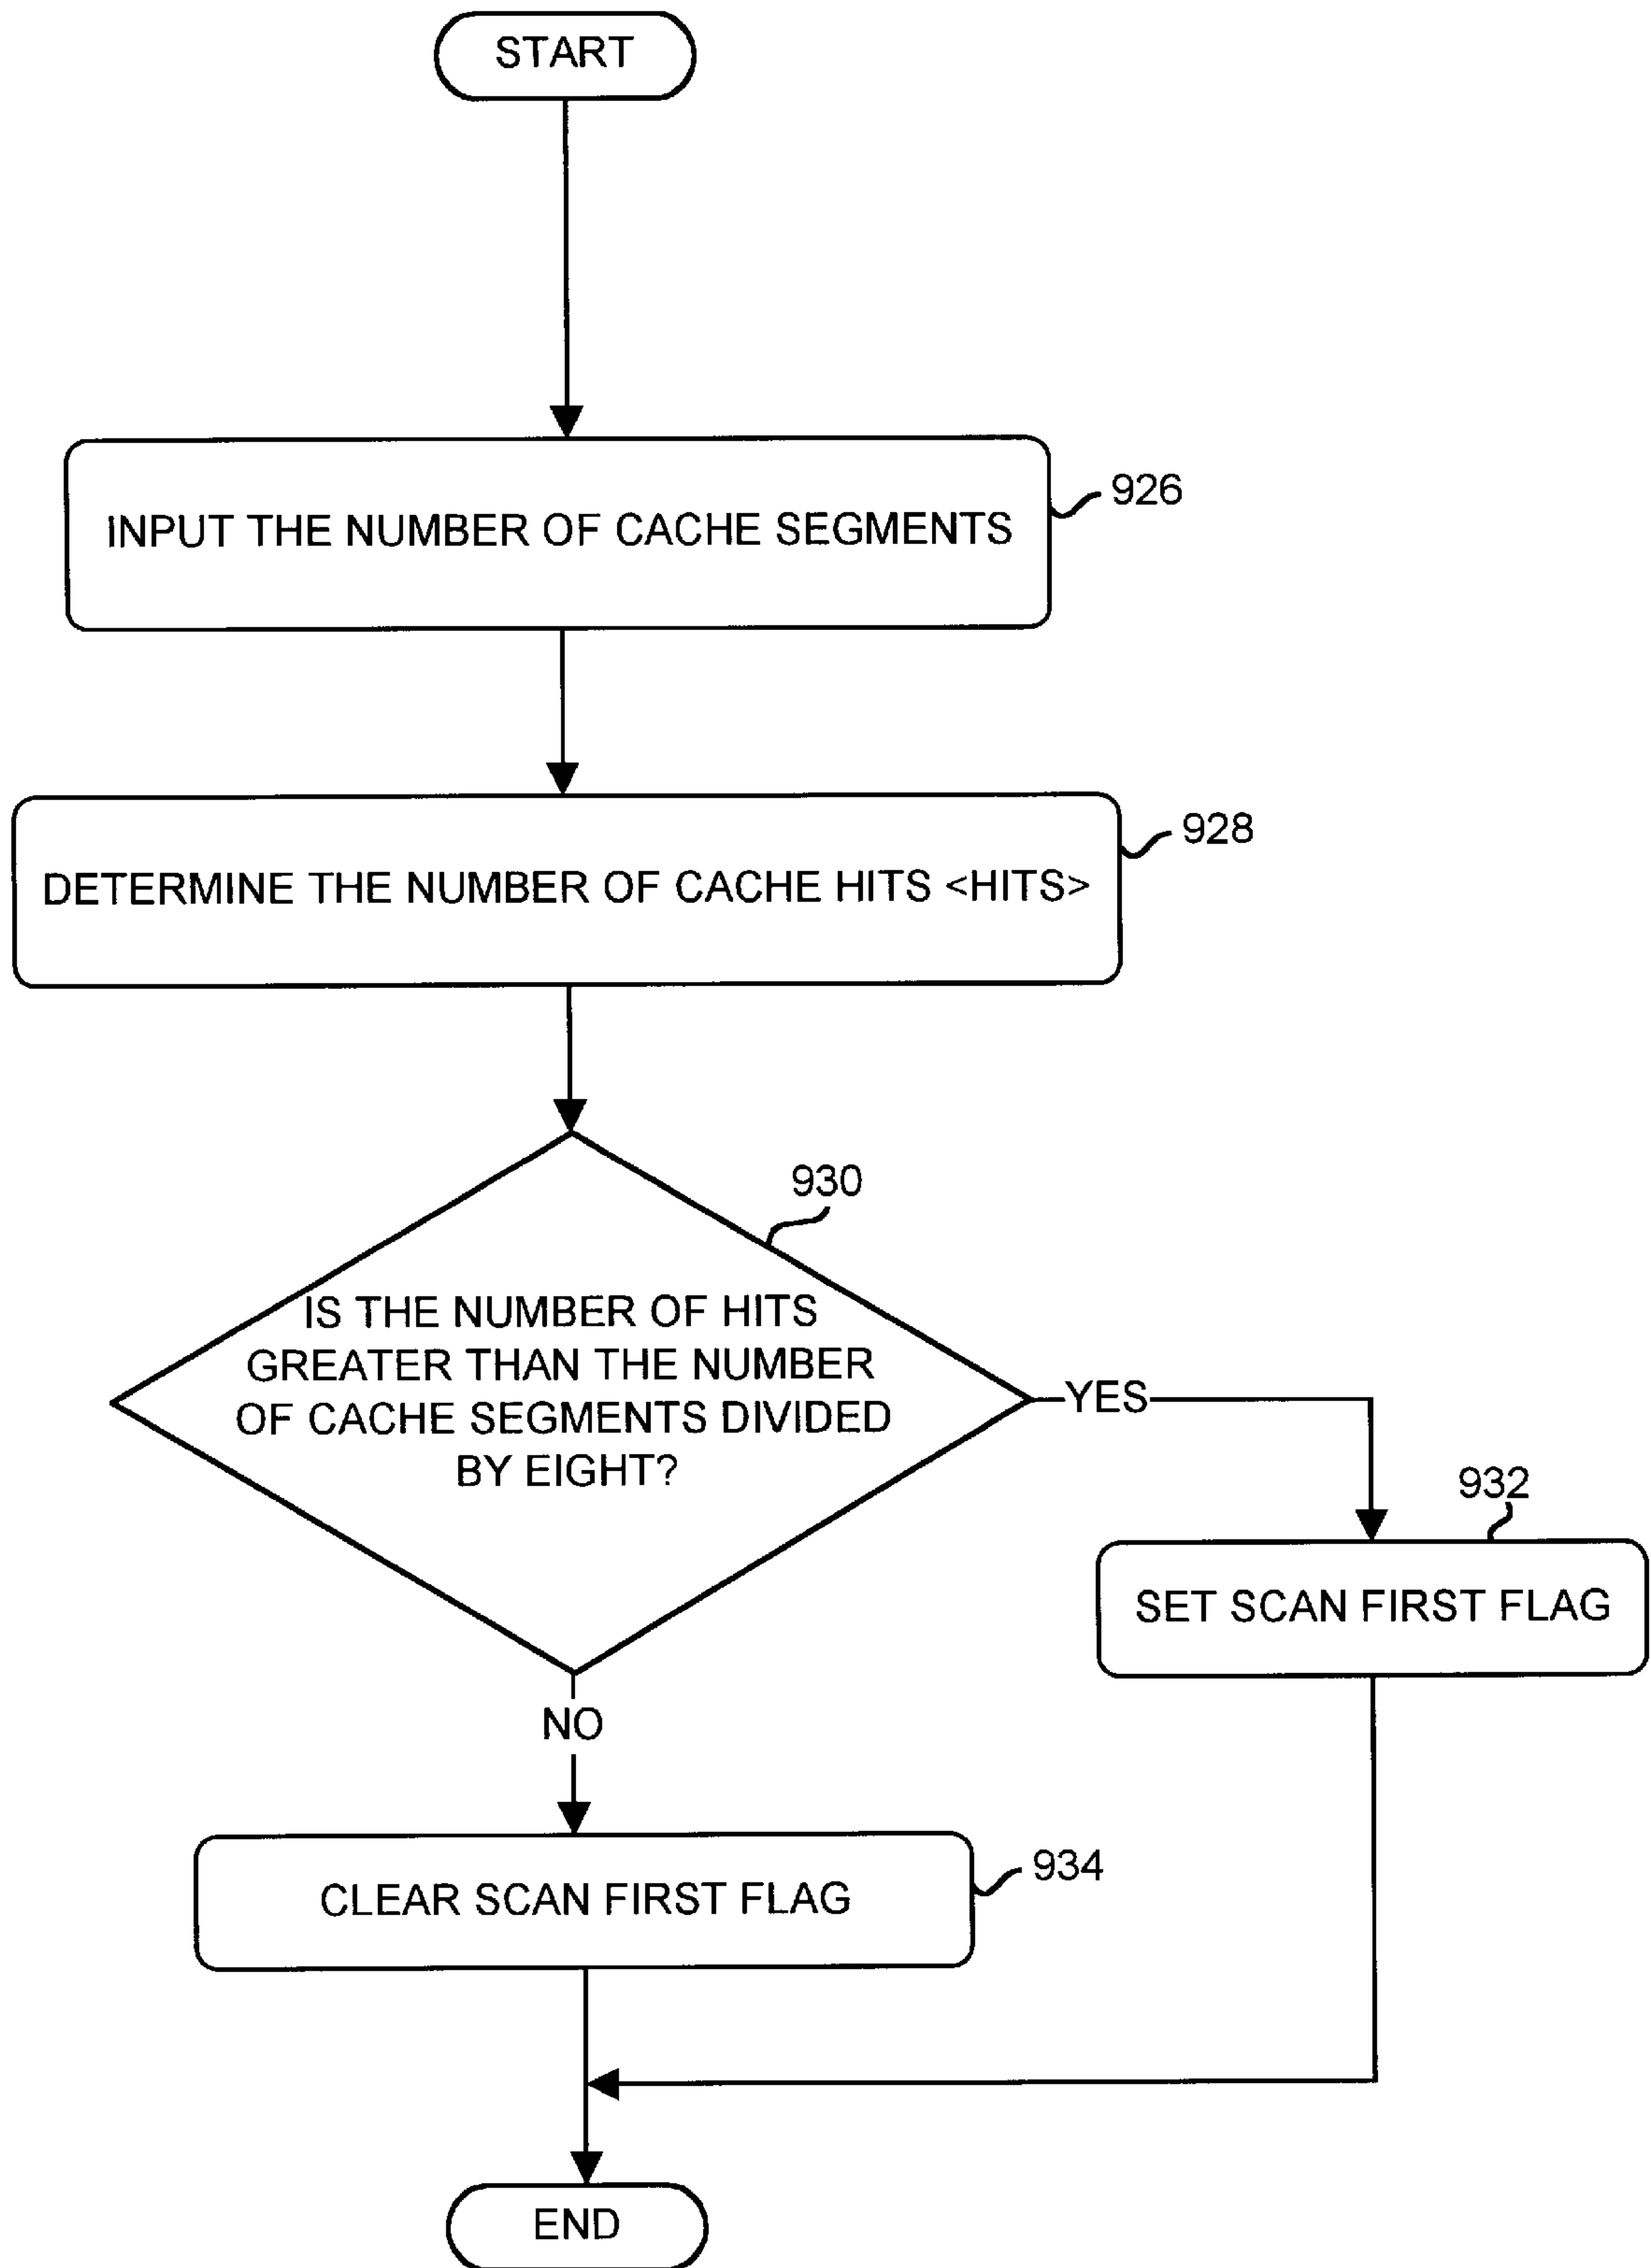 START
INPUT THE NUMBER OF CACHE SEGMENTS
926
DETERMINE THE NUMBER OF CACHE HITS <HITS>
928
930
IS THE NUMBER OF HITS
GREATER THAN THE NUMBER
OF CACHE SEGMENTS DIVIDED
BY EIGHT?
YES
932
SET SCAN FIRST FLAG
NO
CLEAR SCAN FIRST FLAG
934
END